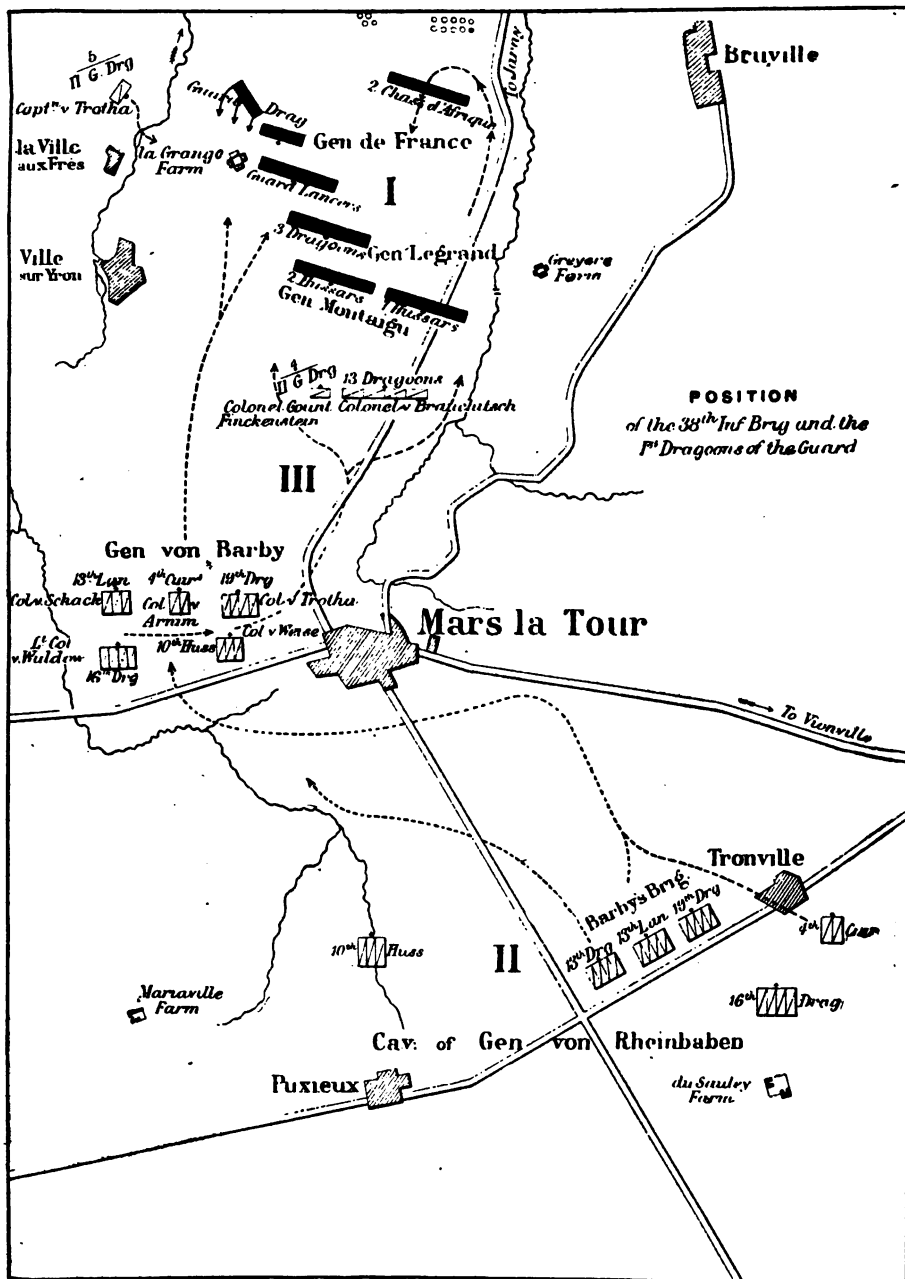 To Jarny
Bruville
5
II G. Drg
Captn v Trotha
Guard Drag
2. Chass d'Afrique
la Ville
aux Frés
la Grange
Farm
Gen de France
Guard Lancers
I
3 Dragoons
Gen Legrand
Ville
sur Yron
2 Hussars
1 Hussars
Gen Montaigu
Greyere
Farm
4
II G Drg
13 Dragoons
Colonel Count
Finckenstein
Colonel v Brauchitsch
POSITION
of the 38th Inf Brig and the
1st Dragoons of the Guard
III
Gen von Barby
13th Lan
4th Cuirs
19th Drg
Col v. Schack
Col v
Arnim
Col v Trotha
Lt Col
v. Waldow
16th Drg
10th Huss
Col v Weise
Mars la Tour
To Vionville
Tronville
Barby's Brig.
13th Drg
13th Lan
19th Drg
4th Cuir
10th Huss
II
16th Drag
Mariaville
Farm
Cav: of Gen von Rheinbaben
Puxieux
du Saulcy
Farm